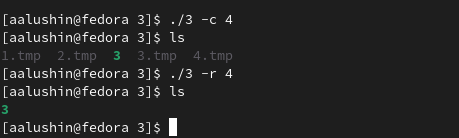 [aalushin@fedora 3]$ ./3 -c 4
[aalushin@fedora 3]$ ls
1.tmp  2.tmp  3  3.tmp  4.tmp
[aalushin@fedora 3]$ ./3 -r 4
[aalushin@fedora 3]$ ls
3
[aalushin@fedora 3]$